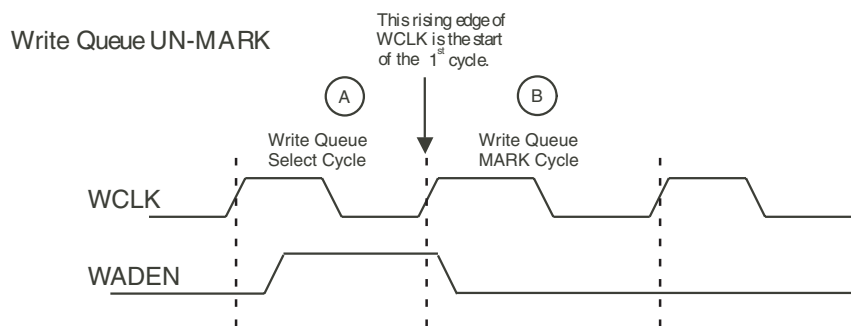 Write Queue UN-MARK
This rising edge of
WCLK is the start
of the 1st cycle.
A
B
Write Queue
Select Cycle
Write Queue
MARK Cycle
WCLK
WADEN